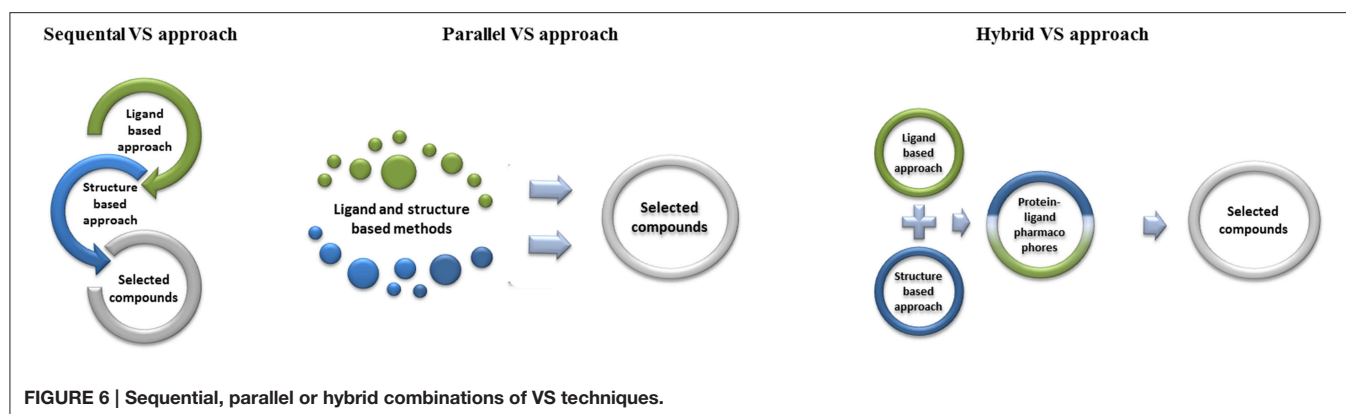 Sequental VS approach
Ligand
based
approach
Structure
based
approach
Selected
compounds
Parallel VS approach
Ligand and structure
based methods
Selected
compounds
Hybrid VS approach
Ligand
based
approach
Structure
based
approach
Protein-
ligand
pharmaco
phores
Selected
compounds
FIGURE 6 | Sequential, parallel or hybrid combinations of VS techniques.